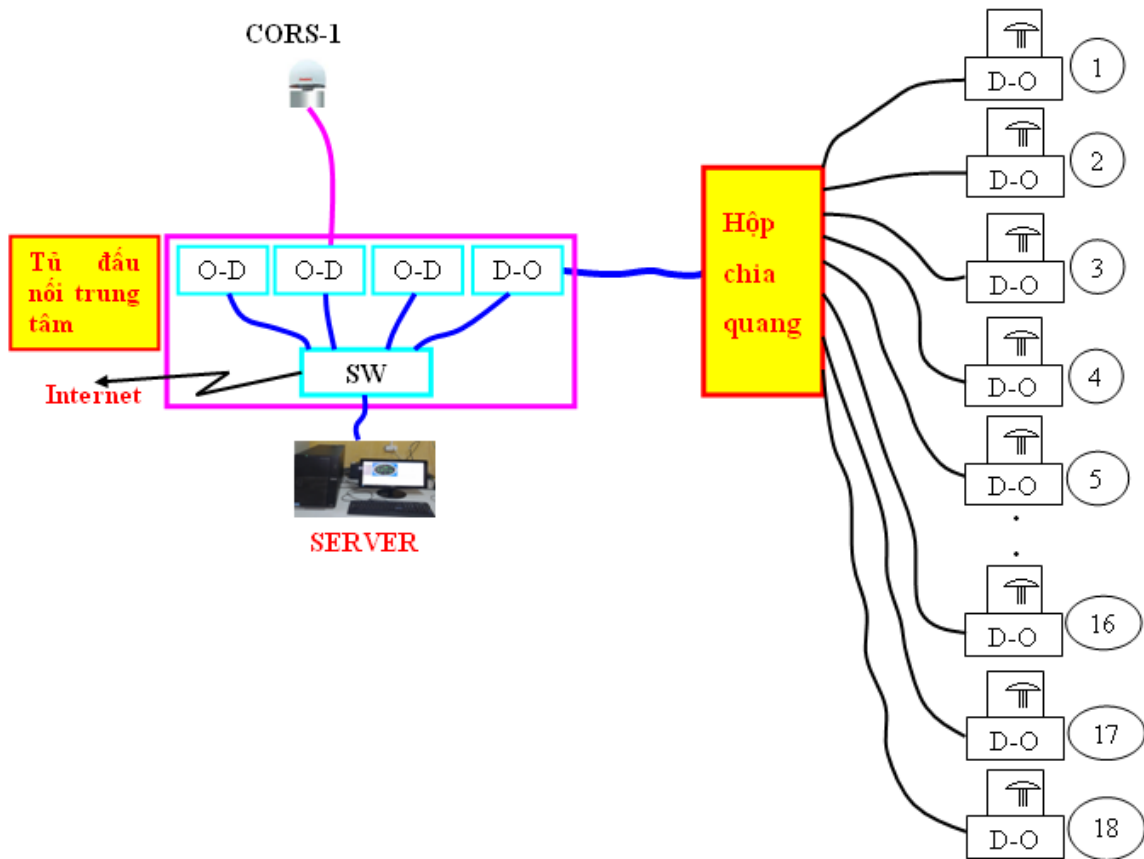 CORS-1
Tủ đấu
nối trung
tâm
O-D
O-D
O-D
D-O
SW
Internet
SERVER
Hộp
chia
quang
D-O
1
D-O
2
D-O
3
D-O
4
D-O
5
D-O
16
D-O
17
D-O
18